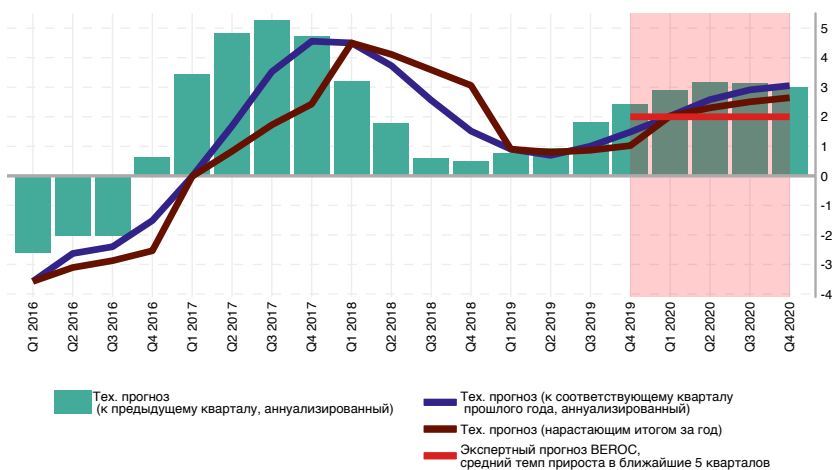 5
4
3
2
1
0
-1
-2
-3
-4
Q1 2016
Q2 2016
Q3 2016
Q4 2016
Q1 2017
Q2 2017
Q3 2017
Q4 2017
Q1 2018
Q2 2018
Q3 2018
Q4 2018
Q1 2019
Q2 2019
Q3 2019
Q4 2019
Q1 2020
Q2 2020
Q3 2020
Q4 2020
Тех. прогноз
(к предыдущему кварталу, аннуализированный)
Тех. прогноз (к соответствующему кварталу
прошлого года, аннуализированный)
Тех. прогноз (нарастающим итогом за год)
Экспертный прогноз BEROC,
средний темп прироста в ближайшие 5 кварталов